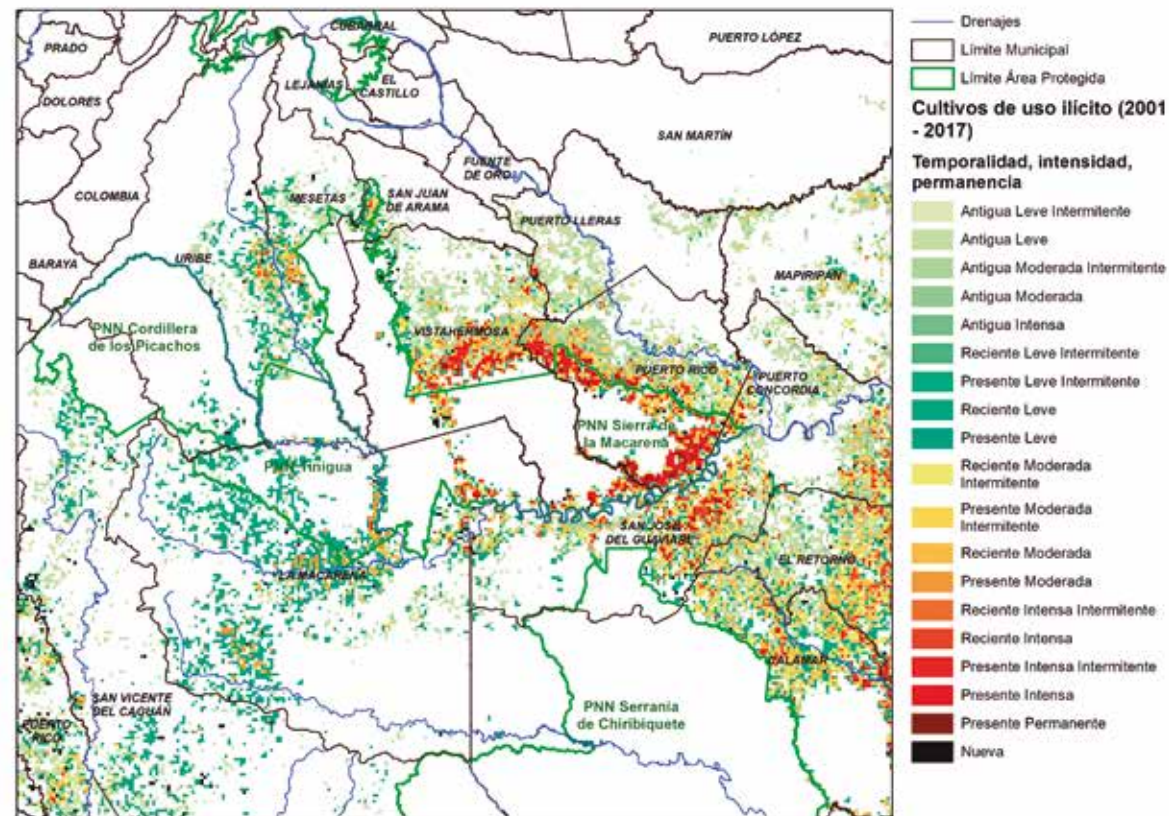 CUBARRAL
PRADO
PUERTO LÓPEZ
LEJANÍAS
EL
CASTILLO
DOLORES
SAN MARTÍN
FUENTE
DE ORO
COLOMBIA
MESETAS
SAN JUAN
DE ARAMA
PUERTO LLERAS
BARAYA
URIBE
MAPIRIPÁN
PNN Cordillera
de los Picachos
VISTAHERMOSA
PUERTO RICO
PUERTO
CONCORDIA
PNN Sierra de
la Macarena
PNN Tinigua
SAN JOSÉ
DEL GUAVIARE
EL RETORNO
LA MACARENA
CALAMAR
SAN VICENTE
DEL CAGUÁN
PNN Serranía
de Chiribiquete
PUERTO
RICO
Drenajes
Límite Municipal
Límite Área Protegida
Cultivos de uso ilícito (2001
- 2017)
Temporalidad, intensidad,
permanencia
Antigua Leve Intermitente
Antigua Leve
Antigua Moderada Intermitente
Antigua Moderada
Antigua Intensa
Reciente Leve Intermitente
Presente Leve Intermitente
Reciente Leve
Presente Leve
Reciente Moderada
Intermitente
Presente Moderada
Intermitente
Reciente Moderada
Presente Moderada
Reciente Intensa Intermitente
Reciente Intensa
Presente Intensa Intermitente
Presente Intensa
Presente Permanente
Nueva